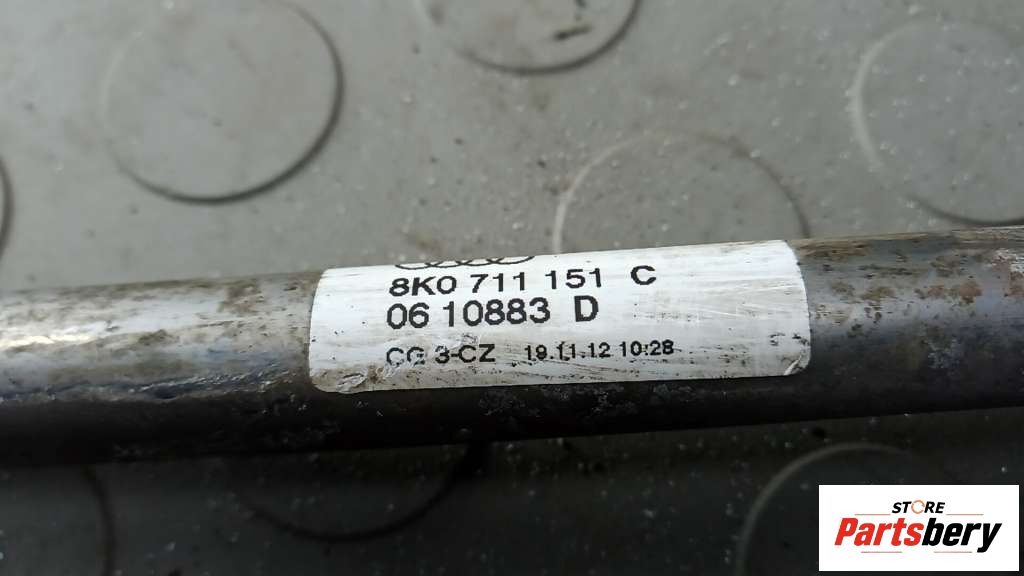 8K0 711 151 C
06 10883 D
CG 3-CZ 19.11.12 10:28
STORE
Partsbery